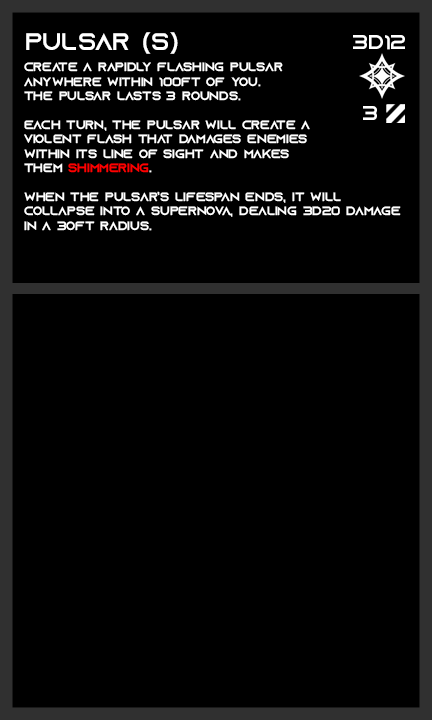 PULSAR (S)
3D12
CREATE A RAPIDLY FLASHING PULSAR
ANYWHERE WITHIN 100FT OF YOU.
THE PULSAR LASTS 3 ROUNDS.
3
EACH TURN, THE PULSAR WILL CREATE A
VIOLENT FLASH THAT DAMAGES ENEMIES
WITHIN ITS LINE OF SIGHT AND MAKES
THEM SHIMMERING.
WHEN THE PULSAR'S LIFESPAN ENDS, IT WILL
COLLAPSE INTO A SUPERNOVA, DEALING 3D20 DAMAGE
IN A 30FT RADIUS.